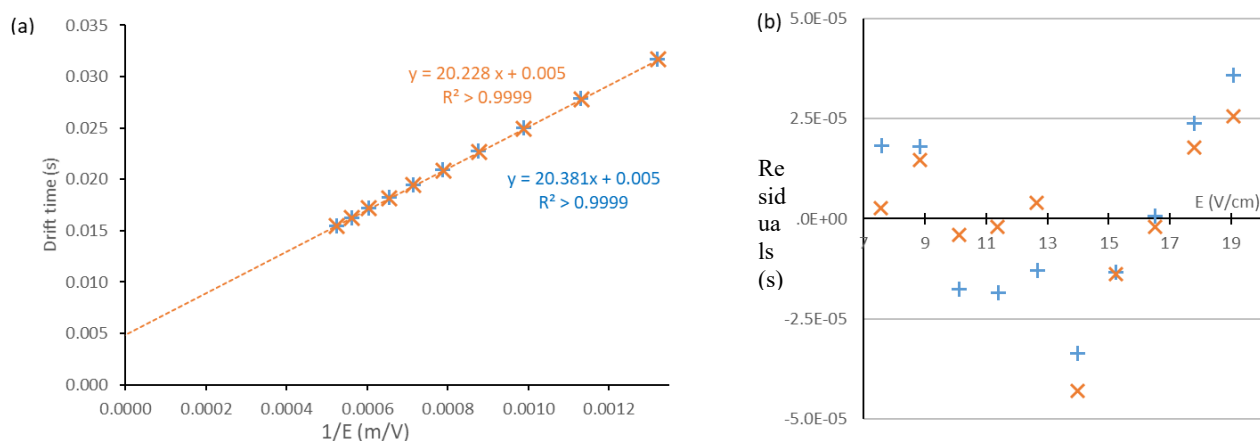 (a)
0.035
0.030
0.025
0.020
0.015
0.010
0.005
0.000
Drift time (s)
y = 20.228 x + 0.005
R² > 0.9999
y = 20.381x + 0.005
R² > 0.9999
0.0000 0.0002 0.0004 0.0006 0.0008 0.0010 0.0012
1/E (m/V)
(b)
5.0E-05
2.5E-05
.0E+00
-2.5E-05
-5.0E-05
Re
sid
ua
ls
(s)
E (V/cm)
7 9 11 13 15 17 19